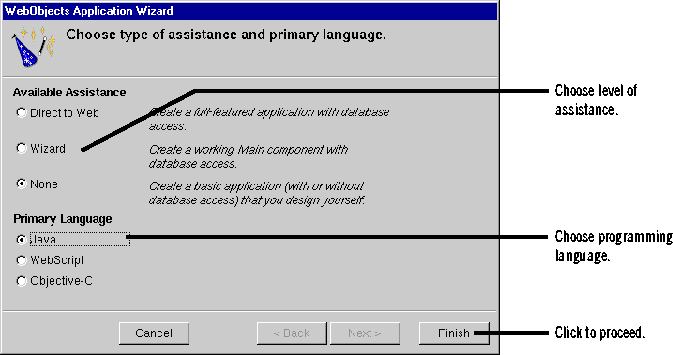 WebObjects Application Wizard
Choose type of assistance and primary language.
Available Assistance
Direct to Web
Create a full-featured application with database
access.
Wizard
Create a working Main component with
database access.
None
Create a basic application (with or without
database access) that you design yourself.
Primary Language
Java
WebScript
Objective-C
Cancel
< Back
Next >
Finish
Choose level of
assistance.
Choose programming
language.
Click to proceed.